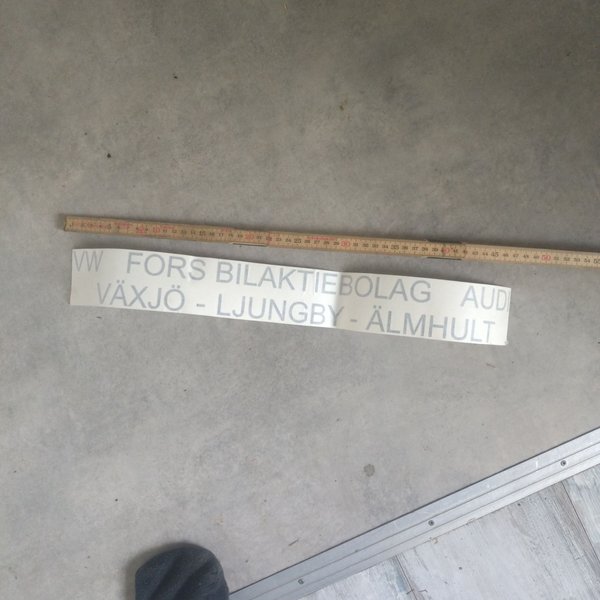 VW FORS BILAKTIEBOLAG AUDI
VÄXJÖ - LJUNGBY - ÄLMHULT